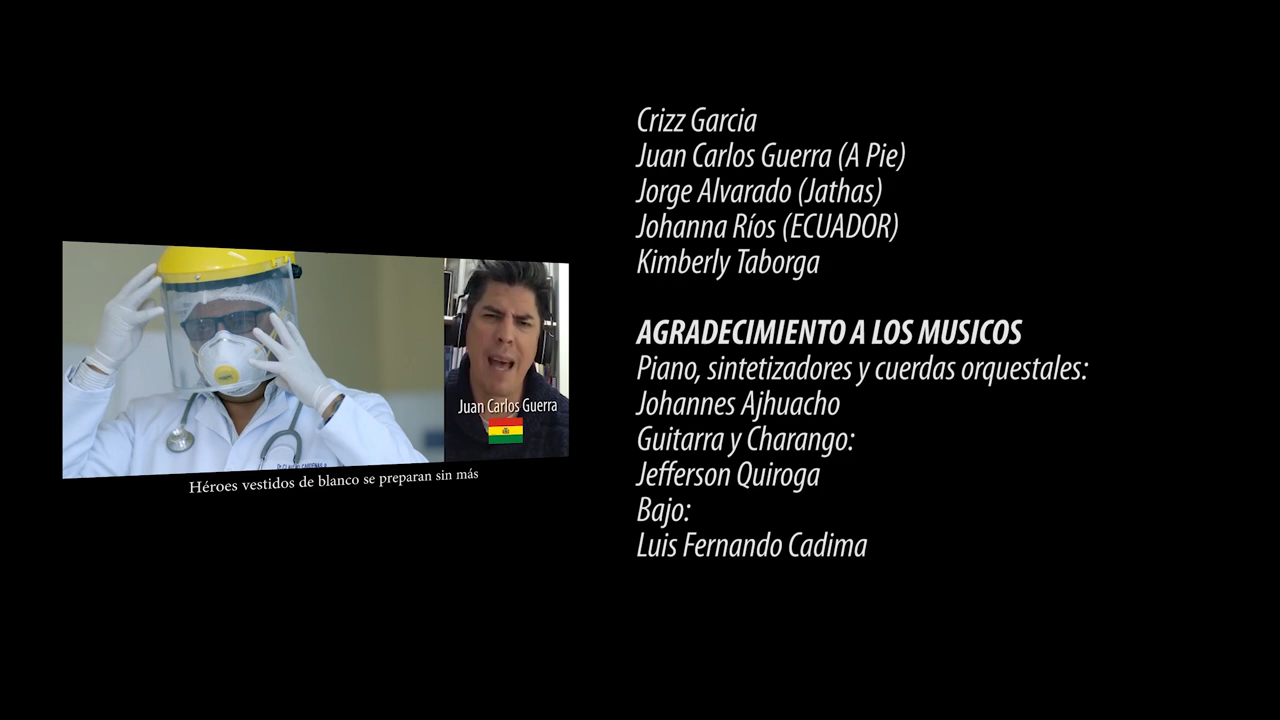 Juan Carlos Guerra
Héroes vestidos de blanco se preparan sin más
Crizz Garcia
Juan Carlos Guerra (A Pie)
Jorge Alvarado (Jathas)
Johanna Ríos (ECUADOR)
Kimberly Taborga
AGRADECIMIENTO A LOS MUSICOS
Piano, sintetizadores y cuerdas orquestales:
Johannes Ajhuacho
Guitarra y Charango:
Jefferson Quiroga
Bajo:
Luis Fernando Cadima